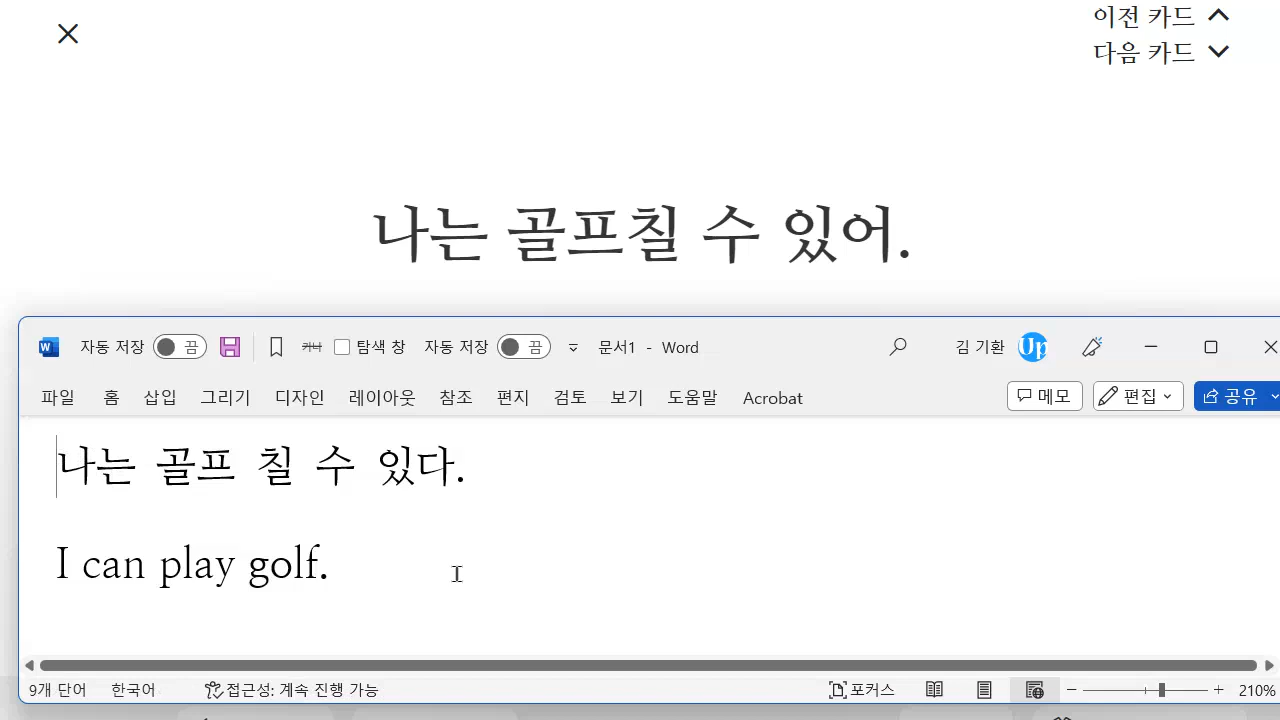 이전 카드
다음 카드
나는 골프칠 수 있어.
자동 저장 끔 가나 탐색 창 자동 저장 끔 문서1 - Word 김 기환 Up
파일 홈 삽입 그리기 디자인 레이아웃 참조 편지 검토 보기 도움말 Acrobat 메모 편집 공유
나는 골프 칠 수 있다.
I can play golf.
9개 단어 한국어 접근성: 계속 진행 가능 포커스 210%